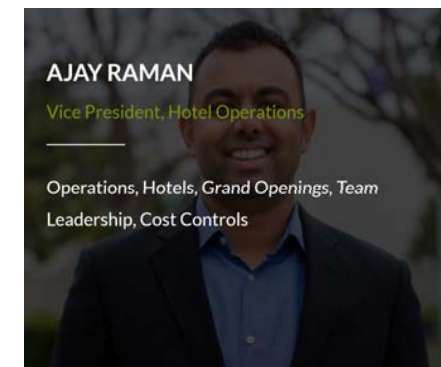 AJAY RAMAN
Vice President, Hotel Operations
Operations, Hotels, Grand Openings, Team
Leadership, Cost Controls